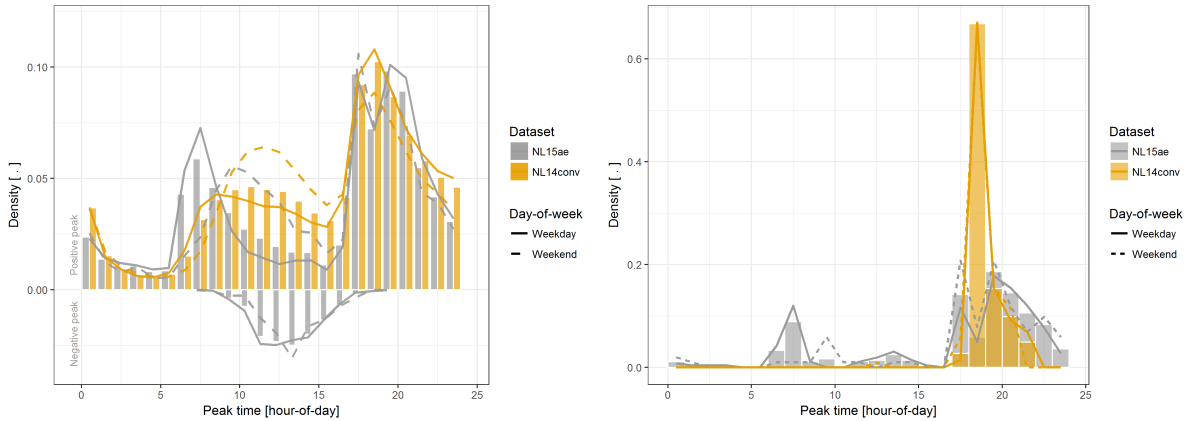 Density [ . ]
0.10
0.05
0.00
Positive peak
Negative peak
0
5
10
15
20
25
Peak time [hour-of-day]
Dataset
NL15ae
NL14conv
Day-of-week
Weekday
Weekend
Density [ . ]
0.6
0.4
0.2
0.0
0
5
10
15
20
25
Peak time [hour-of-day]
Dataset
NL15ae
NL14conv
Day-of-week
Weekday
Weekend